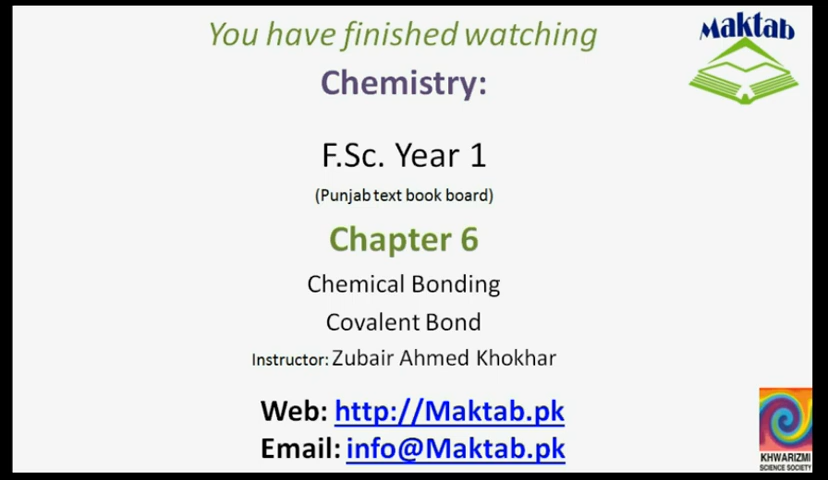 You have finished watching
Maktab
Chemistry:
F.Sc. Year 1
(Punjab text book board)
Chapter 6
Chemical Bonding
Covalent Bond
Instructor: Zubair Ahmed Khokhar
Web: http://Maktab.pk
Email: info@Maktab.pk
KHWARIZMI
SCIENCE SOCIETY